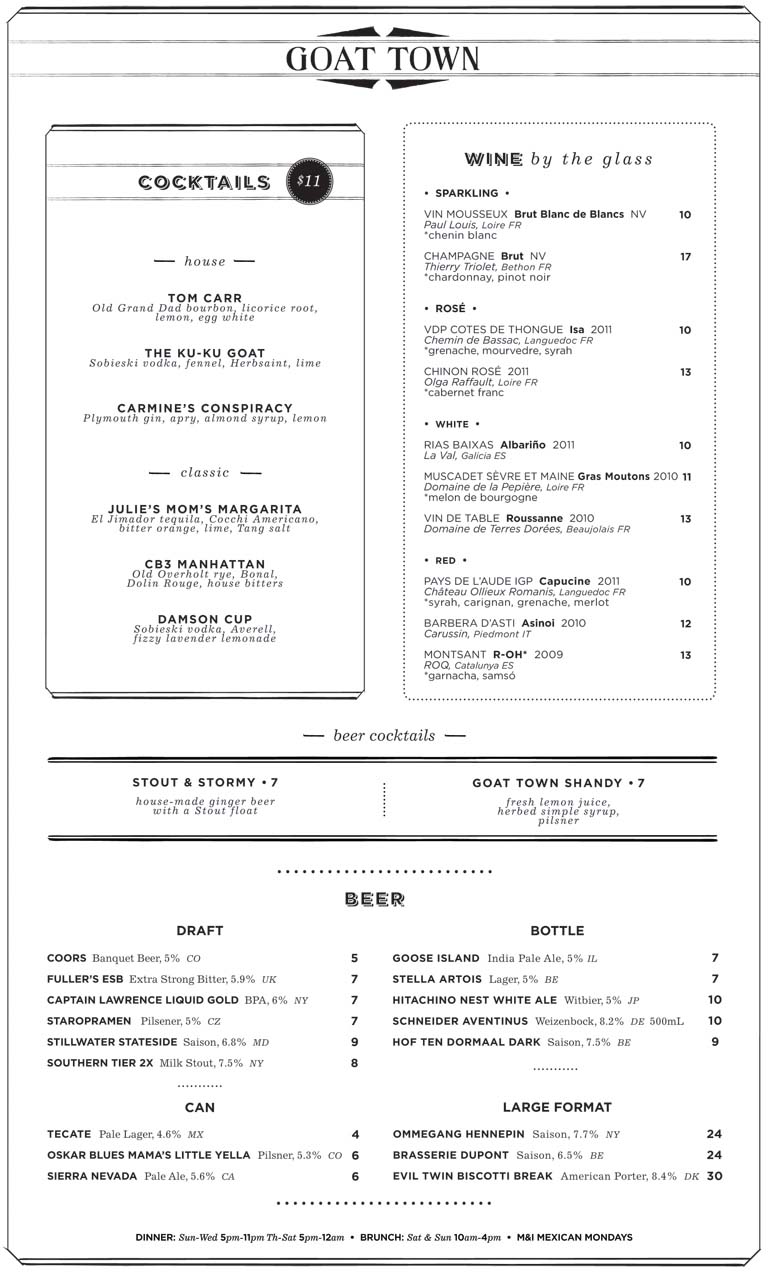 GOAT TOWN
COCKTAILS $11
house
TOM CARR
Old Grand Dad bourbon, licorice root,
lemon, egg white
THE KU-KU GOAT
Sobieski vodka, fennel, Herbsaint, lime
CARMINE'S CONSPIRACY
Plymouth gin, apry, almond syrup, lemon
classic
JULIE'S MOM'S MARGARITA
El Jimador tequila, Cocchi Americano,
bitter orange, lime, Tang salt
CB3 MANHATTAN
Old Overholt rye, Bonal,
Dolin Rouge, house bitters
DAMSON CUP
Sobieski vodka, Averell,
fizzy lavender lemonade
WINE by the glass
• SPARKLING •
VIN MOUSSEUX Brut Blanc de Blancs NV 10
Paul Louis, Loire FR
*chenin blanc
CHAMPAGNE Brut NV 17
Thierry Triolet, Bethon FR
*chardonnay, pinot noir
• ROSÉ •
VDP COTES DE THONGUE Isa 2011 10
Chemin de Bassac, Languedoc FR
*grenache, mourvedre, syrah
CHINON ROSÉ 2011 13
Olga Raffault, Loire FR
*cabernet franc
• WHITE •
RIAS BAIXAS Albariño 2011 10
La Val, Galicia ES
MUSCADET SÈVRE ET MAINE Gras Moutons 2010 11
Domaine de la Pepière, Loire FR
*melon de bourgogne
VIN DE TABLE Roussanne 2010 13
Domaine de Terres Dorées, Beaujolais FR
• RED •
PAYS DE L'AUDE IGP Capucine 2011 10
Château Ollieux Romanis, Languedoc FR
*syrah, carignan, grenache, merlot
BARBERA D'ASTI Asinoi 2010 12
Carussin, Piedmont IT
MONTSANT R-OH* 2009 13
ROQ, Catalunya ES
*garnacha, samsó
beer cocktails
STOUT & STORMY • 7
house-made ginger beer
with a Stout float
GOAT TOWN SHANDY • 7
fresh lemon juice,
herbed simple syrup,
pilsner
BEER
DRAFT
COORS Banquet Beer, 5% CO 5
FULLER'S ESB Extra Strong Bitter, 5.9% UK 7
CAPTAIN LAWRENCE LIQUID GOLD BPA, 6% NY 7
STAROPRAMEN Pilsener, 5% CZ 7
STILLWATER STATESIDE Saison, 6.8% MD 9
SOUTHERN TIER 2X Milk Stout, 7.5% NY 8
CAN
TECATE Pale Lager, 4.6% MX 4
OSKAR BLUES MAMA'S LITTLE YELLA Pilsner, 5.3% CO 6
SIERRA NEVADA Pale Ale, 5.6% CA 6
BOTTLE
GOOSE ISLAND India Pale Ale, 5% IL 7
STELLA ARTOIS Lager, 5% BE 7
HITACHINO NEST WHITE ALE Witbier, 5% JP 10
SCHNEIDER AVENTINUS Weizenbock, 8.2% DE 500mL 10
HOF TEN DORMAAL DARK Saison, 7.5% BE 9
LARGE FORMAT
OMMEGANG HENNEPIN Saison, 7.7% NY 24
BRASSERIE DUPONT Saison, 6.5% BE 24
EVIL TWIN BISCOTTI BREAK American Porter, 8.4% DK 30
DINNER: Sun-Wed 5pm-11pm Th-Sat 5pm-12am • BRUNCH: Sat & Sun 10am-4pm • M&I MEXICAN MONDAYS